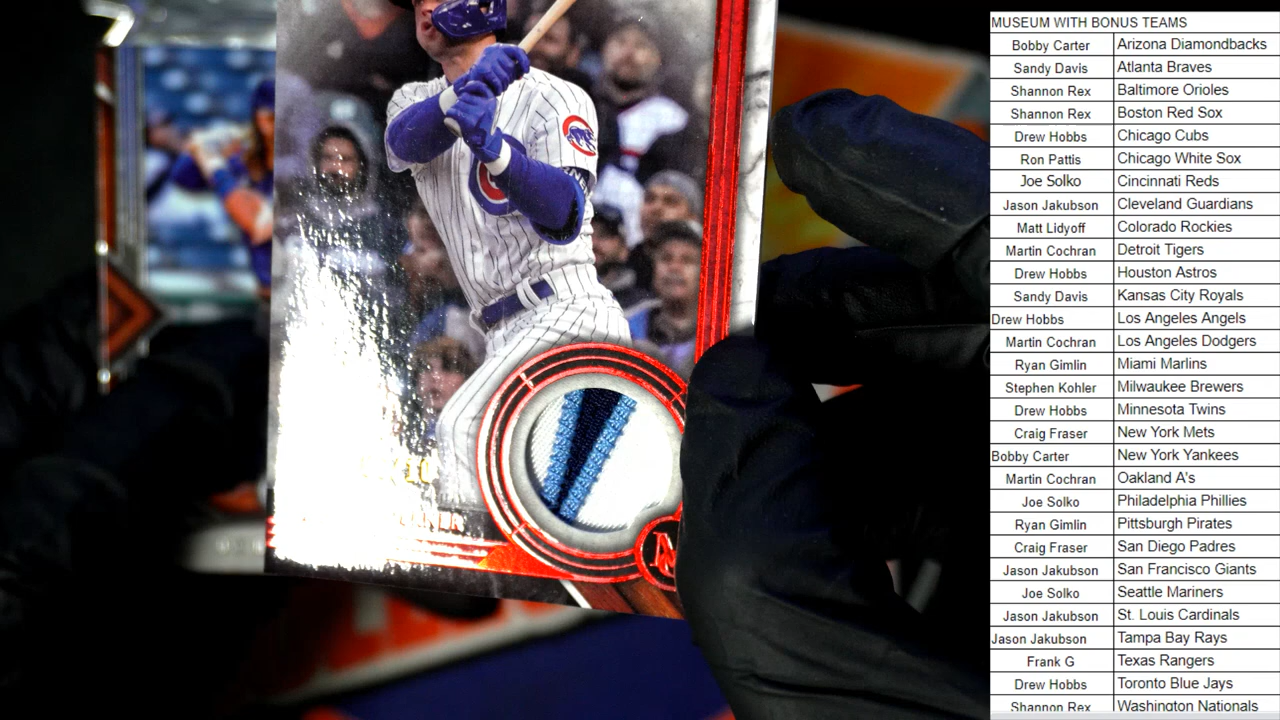 MUSEUM WITH BONUS TEAMS
Bobby Carter Arizona Diamondbacks
Sandy Davis Atlanta Braves
Shannon Rex Baltimore Orioles
Shannon Rex Boston Red Sox
Drew Hobbs Chicago Cubs
Ron Pattis Chicago White Sox
Joe Solko Cincinnati Reds
Jason Jakubson Cleveland Guardians
Matt Lidyoff Colorado Rockies
Martin Cochran Detroit Tigers
Drew Hobbs Houston Astros
Sandy Davis Kansas City Royals
Drew Hobbs Los Angeles Angels
Martin Cochran Los Angeles Dodgers
Ryan Gimlin Miami Marlins
Stephen Kohler Milwaukee Brewers
Drew Hobbs Minnesota Twins
Craig Fraser New York Mets
Bobby Carter New York Yankees
Martin Cochran Oakland A's
Joe Solko Philadelphia Phillies
Ryan Gimlin Pittsburgh Pirates
Craig Fraser San Diego Padres
Jason Jakubson San Francisco Giants
Joe Solko Seattle Mariners
Jason Jakubson St. Louis Cardinals
Jason Jakubson Tampa Bay Rays
Frank G Texas Rangers
Drew Hobbs Toronto Blue Jays
Shannon Rex Washington Nationals